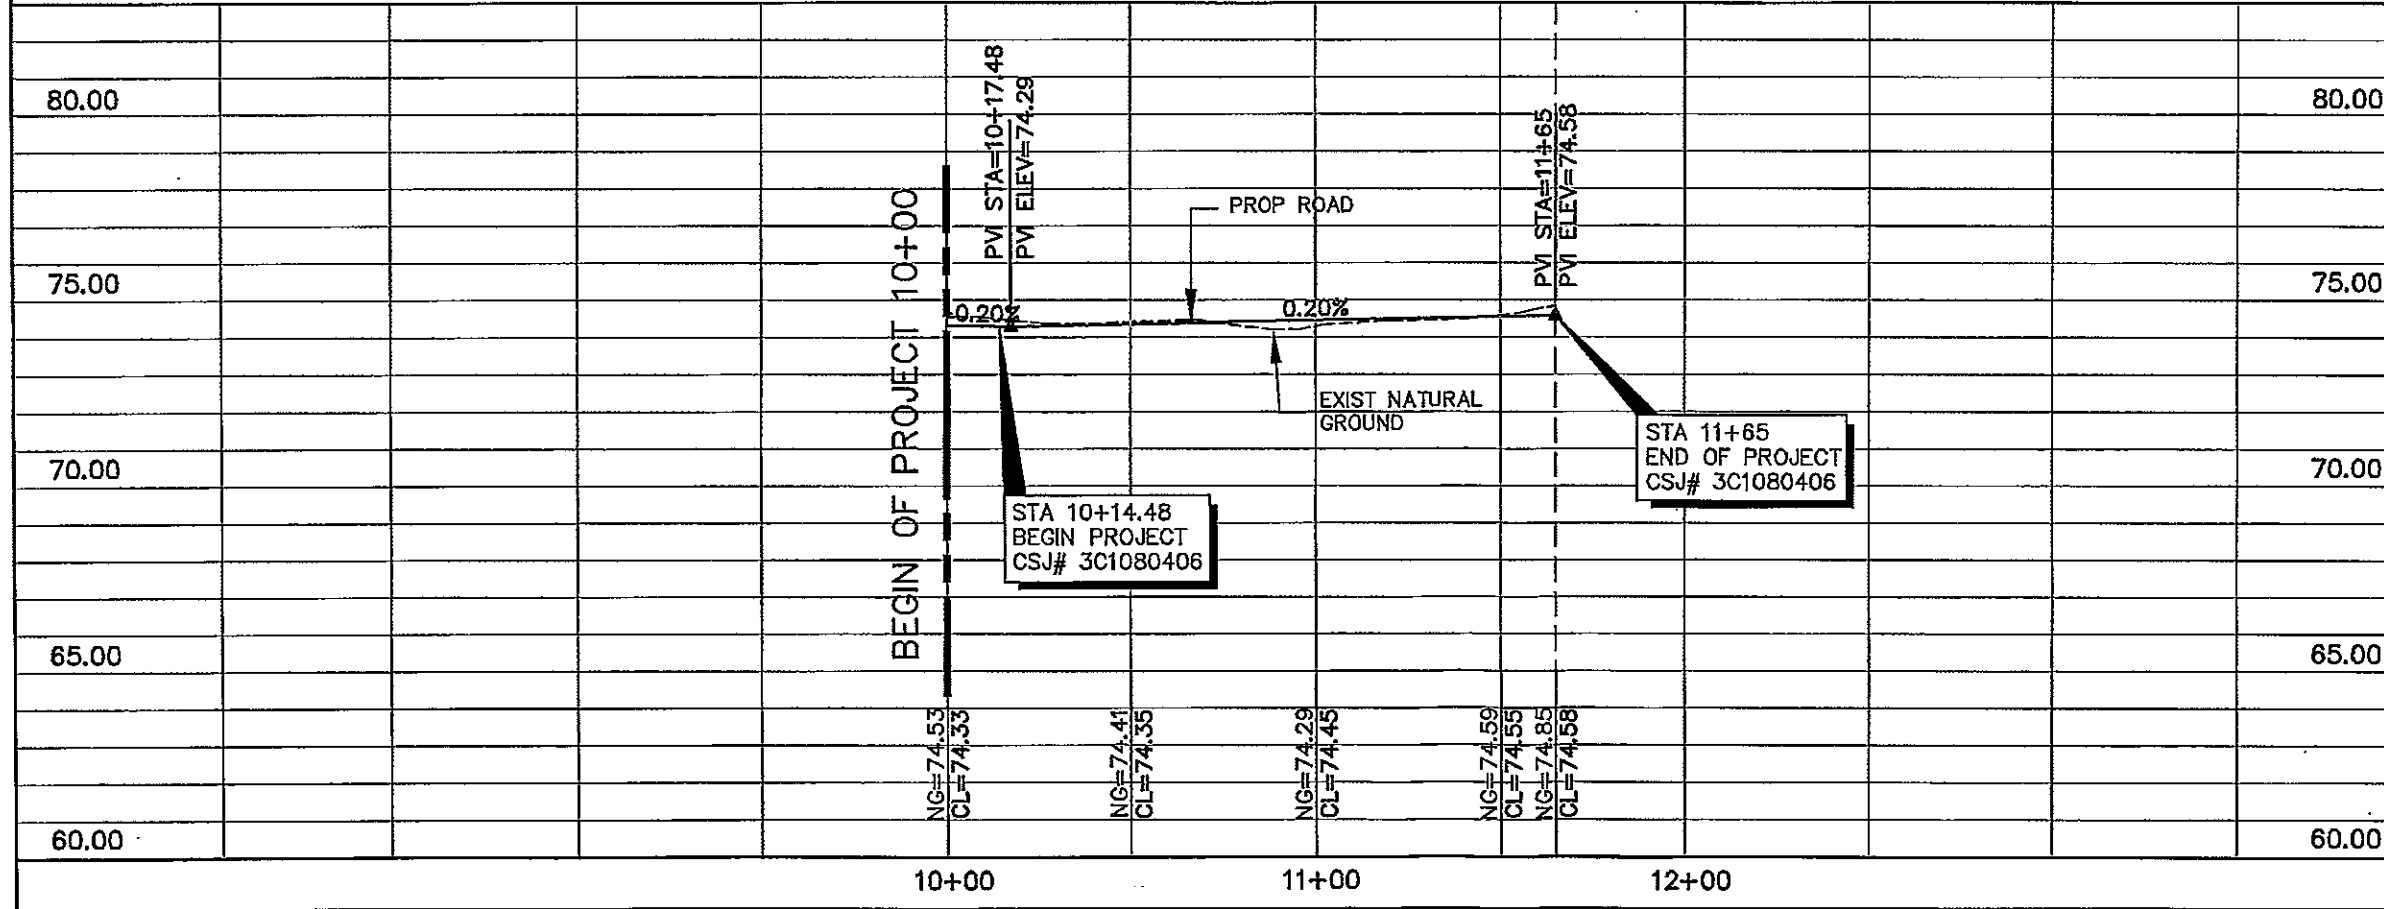 80.00
80.00
PVI STA=10+17.48
PVI ELEV=74.29
PVI STA=11+65
PVI ELEV=74.58
BEGIN OF PROJECT 10+00
PROP ROAD
75.00
75.00
-0.20%
0.20%
EXIST NATURAL
GROUND
70.00
70.00
STA 11+65
END OF PROJECT
CSJ# 3C1080406
STA 10+14.48
BEGIN PROJECT
CSJ# 3C1080406
65.00
65.00
NG=74.53
CL=74.33
NG=74.41
CL=74.35
NG=74.29
CL=74.45
NG=74.59
CL=74.55
NG=74.85
CL=74.58
60.00
60.00
10+00
11+00
12+00